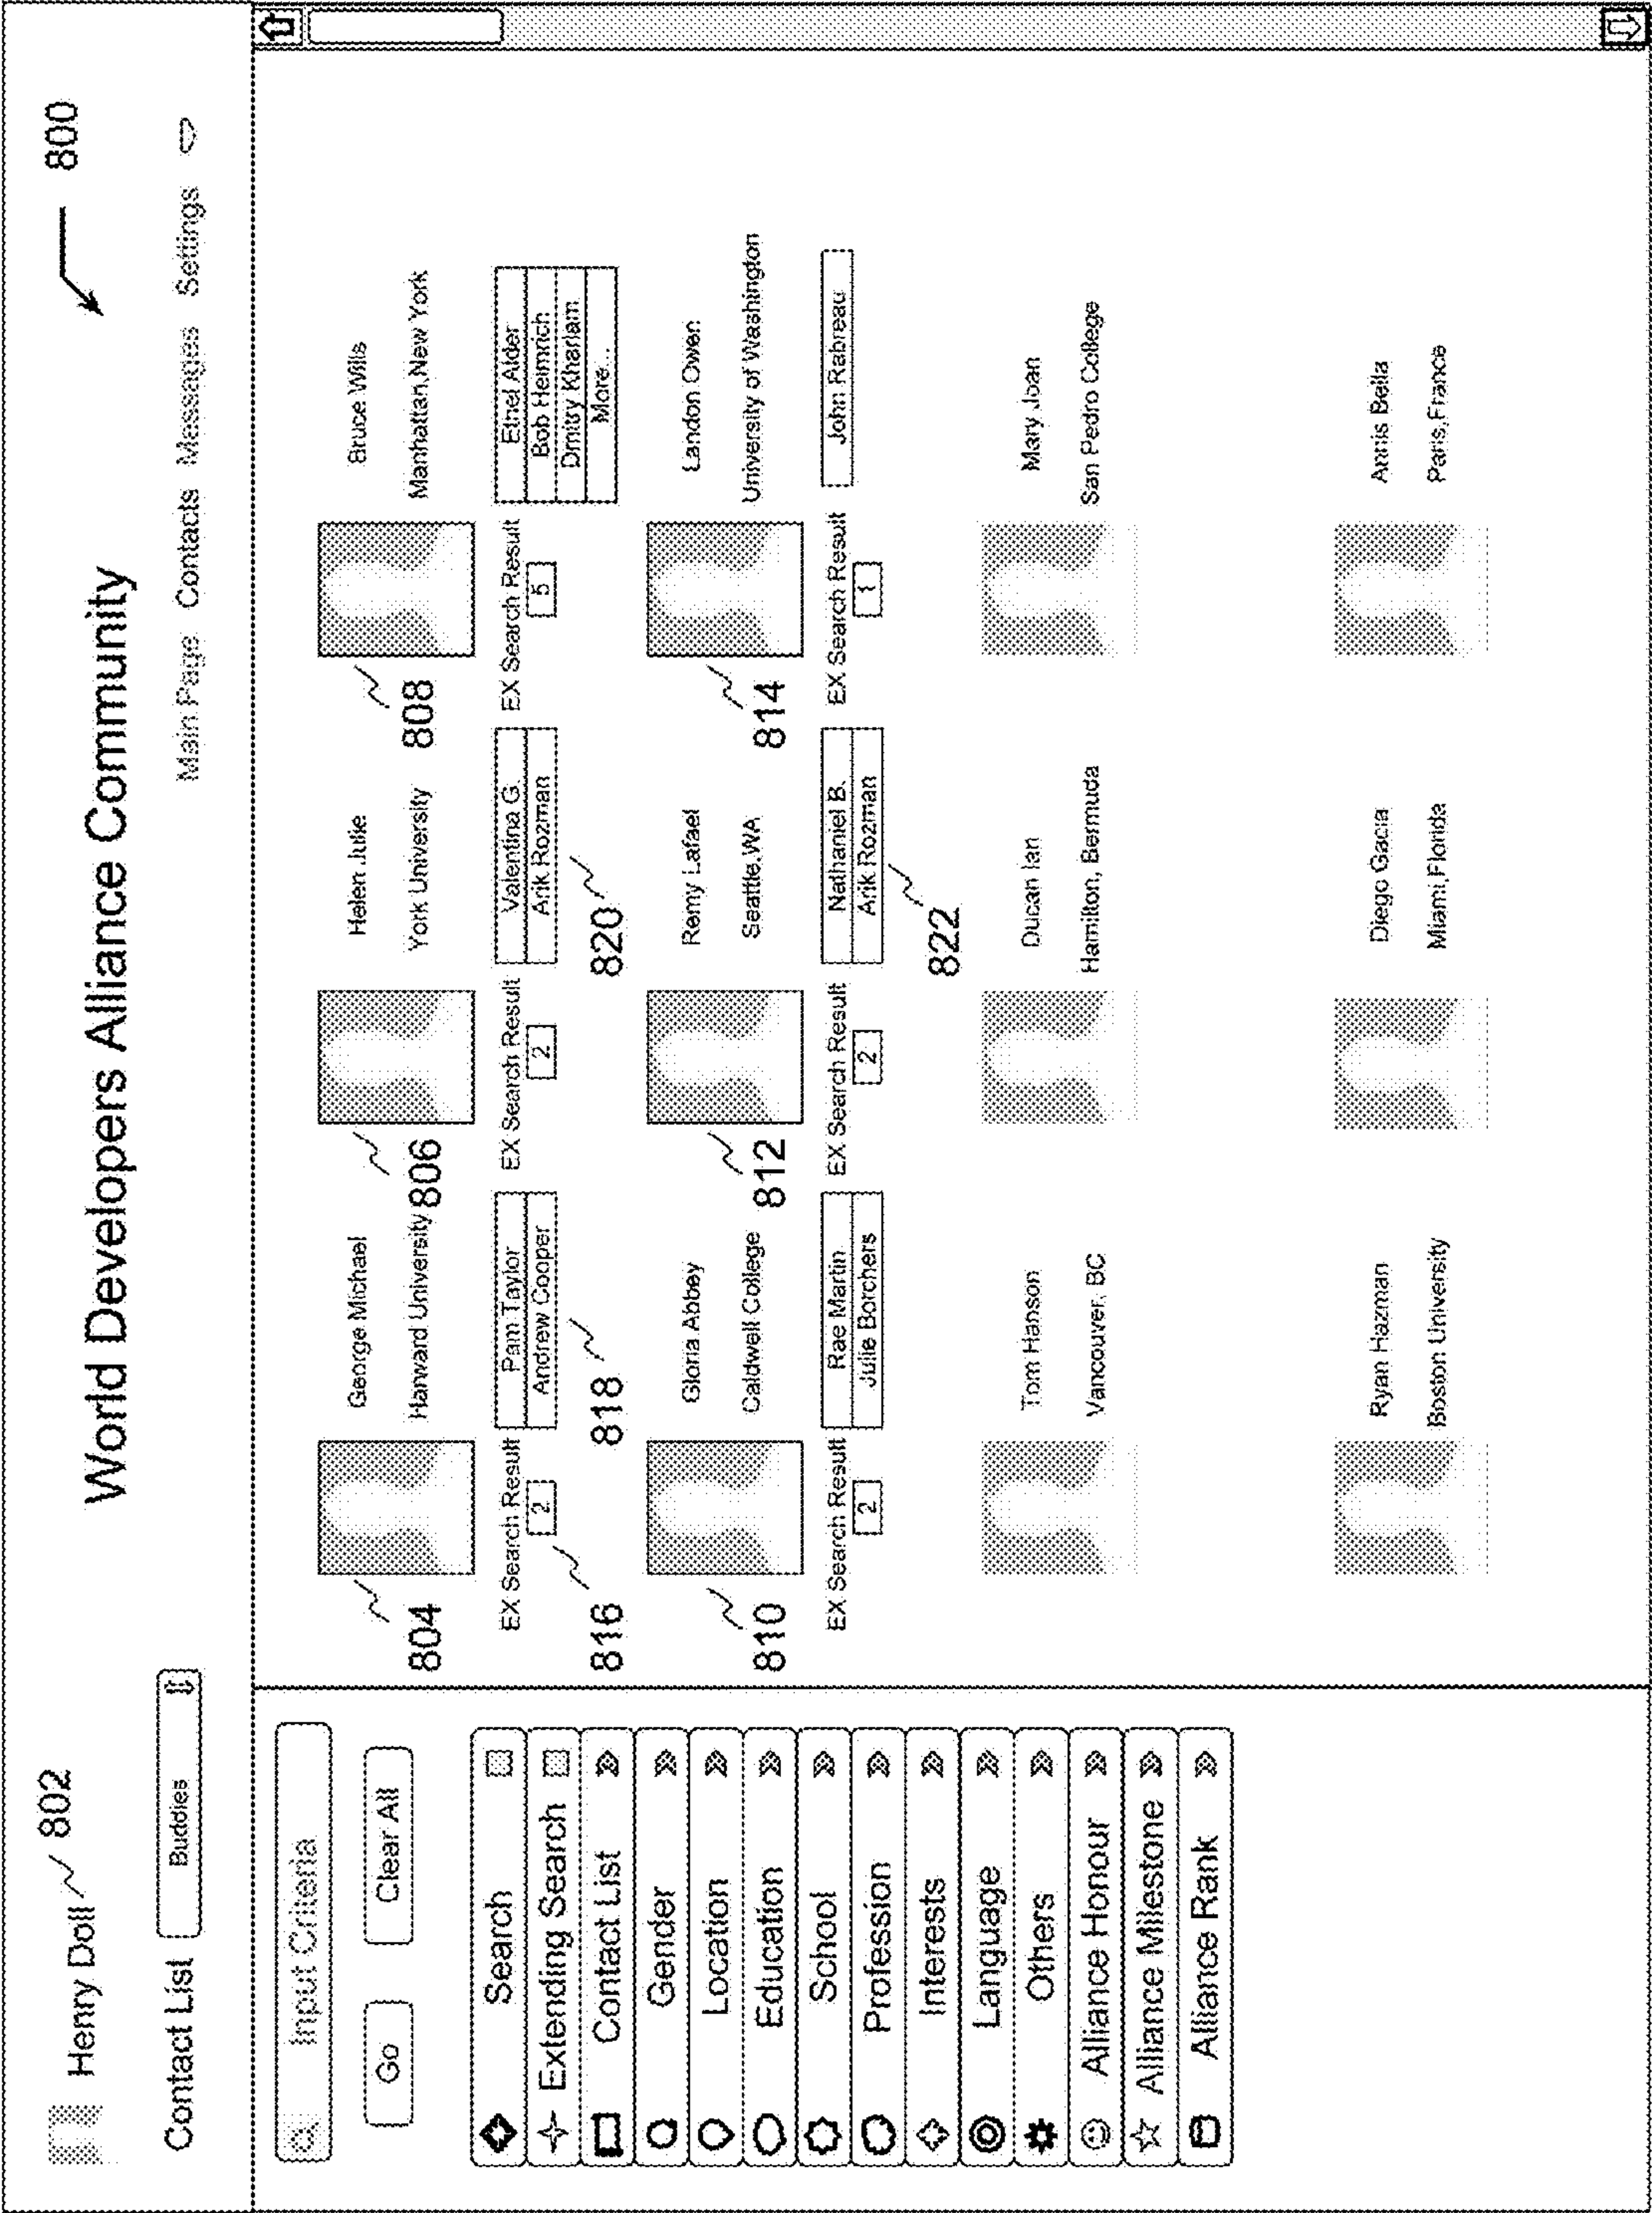 Henry Doll 802
World Developers Alliance Community
800
Contact List Buddies
Main Page Contacts Messages Settings
Input Criteria
Go Clear All
Search
Extending Search
Contact List
Gender
Location
Education
School
Profession
Interests
Language
Others
Alliance Honour
Alliance Milestone
Alliance Rank
804
George Michael
Harvard University
806
Helen Julie
York University
808
Bruce Wills
Manhattan,New York
EX Search Result
2
816
Pam Taylor
Andrew Cooper
818
EX Search Result
2
Valentina G.
Arik Rozman
820
EX Search Result
5
Ethel Alder
Bob Heimrich
Dmitry Kharlam
More...
810
Gloria Abbey
Caldwell College
812
Remy Lafael
Seattle,WA
814
Landon Owen
University of Washington
EX Search Result
2
Rae Martin
Julie Borchers
EX Search Result
2
Nathaniel B.
Arik Rozman
822
EX Search Result
1
John Rabreau
Tom Hanson
Vancouver, BC
Ducan Ian
Hamilton, Bermuda
Mary Joan
San Pedro College
Ryan Hazman
Boston University
Diego Gacia
Miami,Florida
Annis Bella
Paris,France